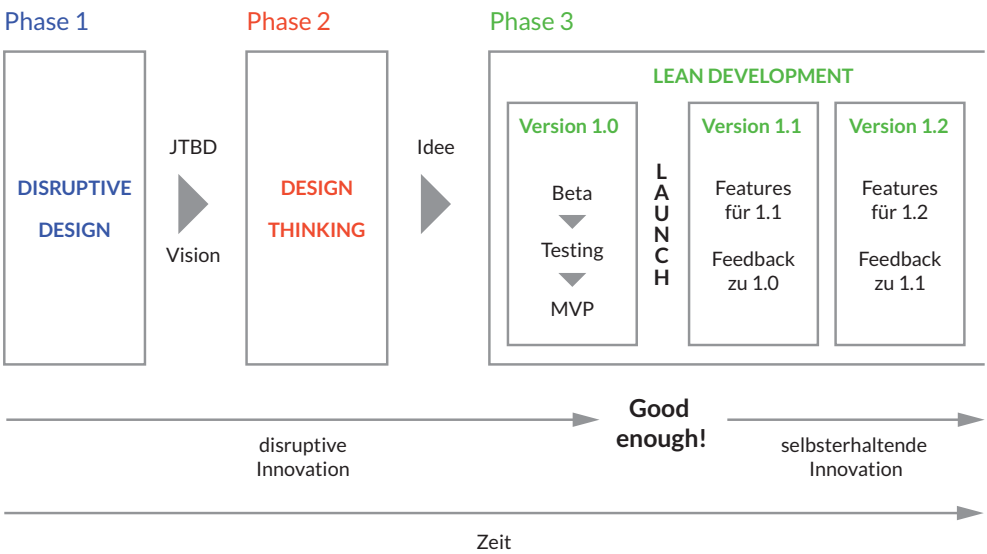 Phase 1
Phase 2
Phase 3
DISRUPTIVE
DESIGN
JTBD
Vision
DESIGN
THINKING
Idee
LEAN DEVELOPMENT
Version 1.0
Beta
Testing
MVP
LAUNCH
Version 1.1
Features
für 1.1
Feedback
zu 1.0
Version 1.2
Features
für 1.2
Feedback
zu 1.1
disruptive
Innovation
Good
enough!
selbsterhaltende
Innovation
Zeit